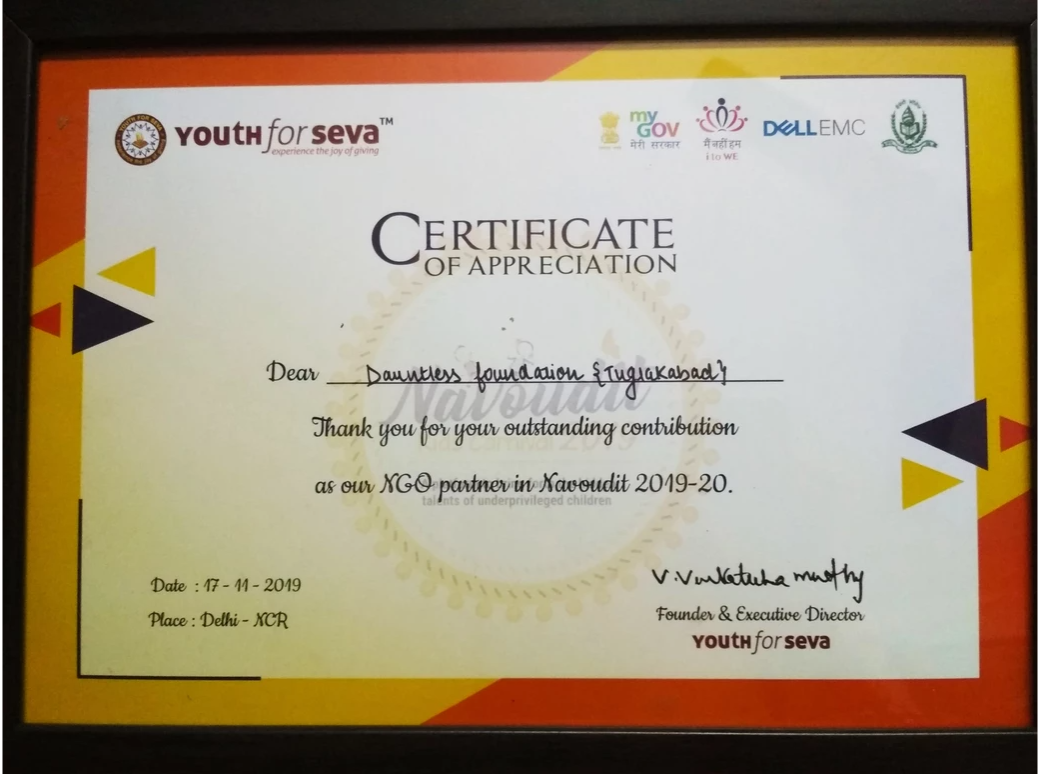 YOUTH for seva™
experience the joy of giving
my GOV
मेरी सरकार
मैं नहीं हम
i to WE
DELL EMC
CERTIFICATE
OF APPRECIATION
Dear Dauntless foundation {Tuglakabad}
Navoudit
Thank you for your outstanding contribution
2019
as our NGO partner in Navoudit 2019-20.
talents of underprivileged children
Date : 17 - 11 - 2019
Place : Delhi - NCR
Founder & Executive Director
YOUTH for seva